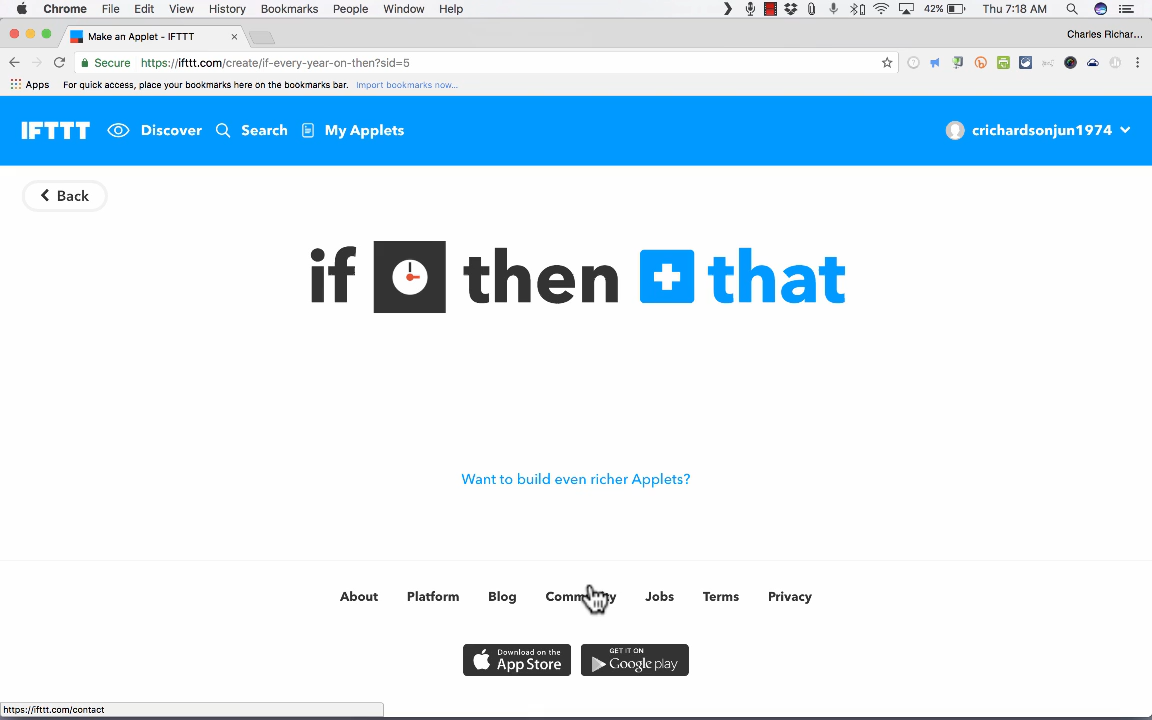 Chrome File Edit View History Bookmarks People Window Help 42% Thu 7:18 AM
Make an Applet - IFTTT Charles Richar...
Secure https://ifttt.com/create/if-every-year-on-then?sid=5
Apps For quick access, place your bookmarks here on the bookmarks bar. Import bookmarks now...
IFTTT Discover Search My Applets crichardsonjun1974
Back
if then that
Want to build even richer Applets?
About Platform Blog Community Jobs Terms Privacy
Download on the App Store GET IT ON Google play
https://ifttt.com/contact